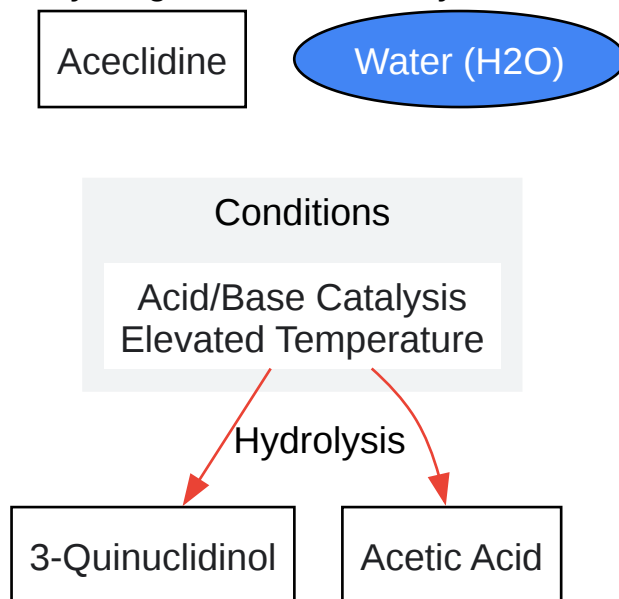 Aceclidine
Water (H2O)
Conditions
Acid/Base Catalysis
Elevated Temperature
Hydrolysis
3-Quinuclidinol
Acetic Acid